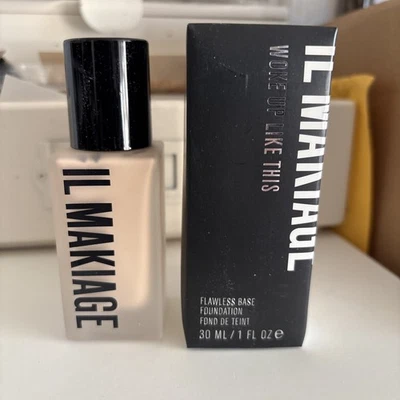 IL MAKIAGE
IL MAKIAGE
WOKE UP LIKE THIS
FLAWLESS BASE
FOUNDATION
FOND DE TEINT
30 ML / 1 FL OZ ℮